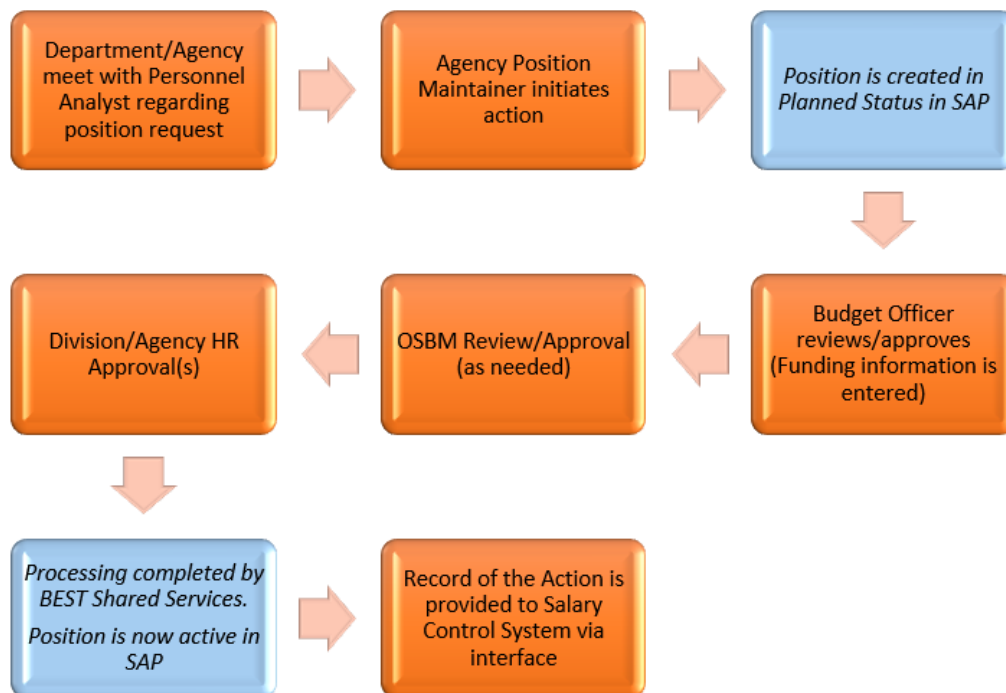 Department/Agency
meet with Personnel
Analyst regarding
position request
Agency Position
Maintainer initiates
action
Position is created in
Planned Status in SAP
Division/Agency HR
Approval(s)
OSBM Review/Approval
(as needed)
Budget Officer
reviews/approves
(Funding information is
entered)
Processing completed by
BEST Shared Services.
Position is now active in
SAP
Record of the Action is
provided to Salary
Control System via
interface